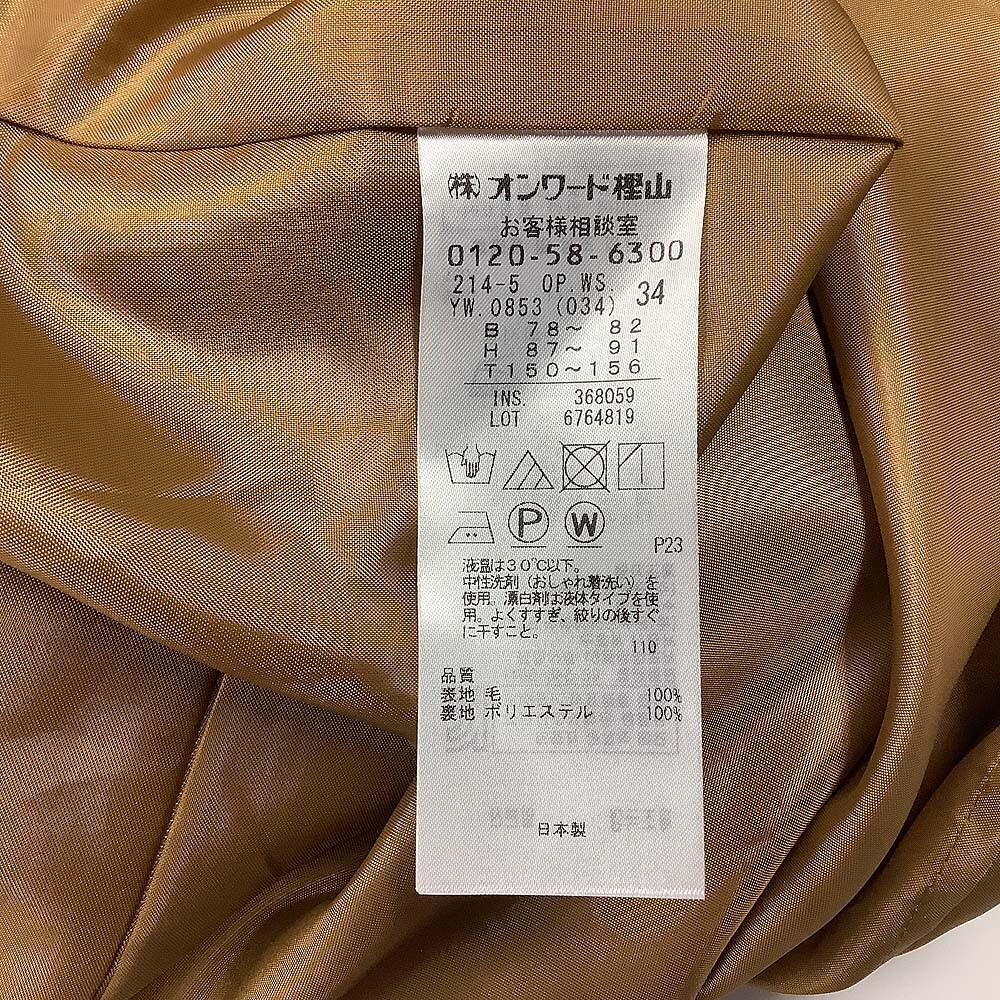 ㈱オンワード樫山
お客様相談室
0120-58-6300
214-5 OP.WS.
YW.0853 (034) 34
B 78～ 82
H 87～ 91
T150～156
INS. 368059
LOT 6764819
P
W
P23
液温は30℃以下。
中性洗剤（おしゃれ着洗い）を
使用。漂白剤は液体タイプを使
用。よくすすぎ、絞りの後すぐ
に干すこと。
110
品質
表地 毛 100%
裏地 ポリエステル 100%
日本製